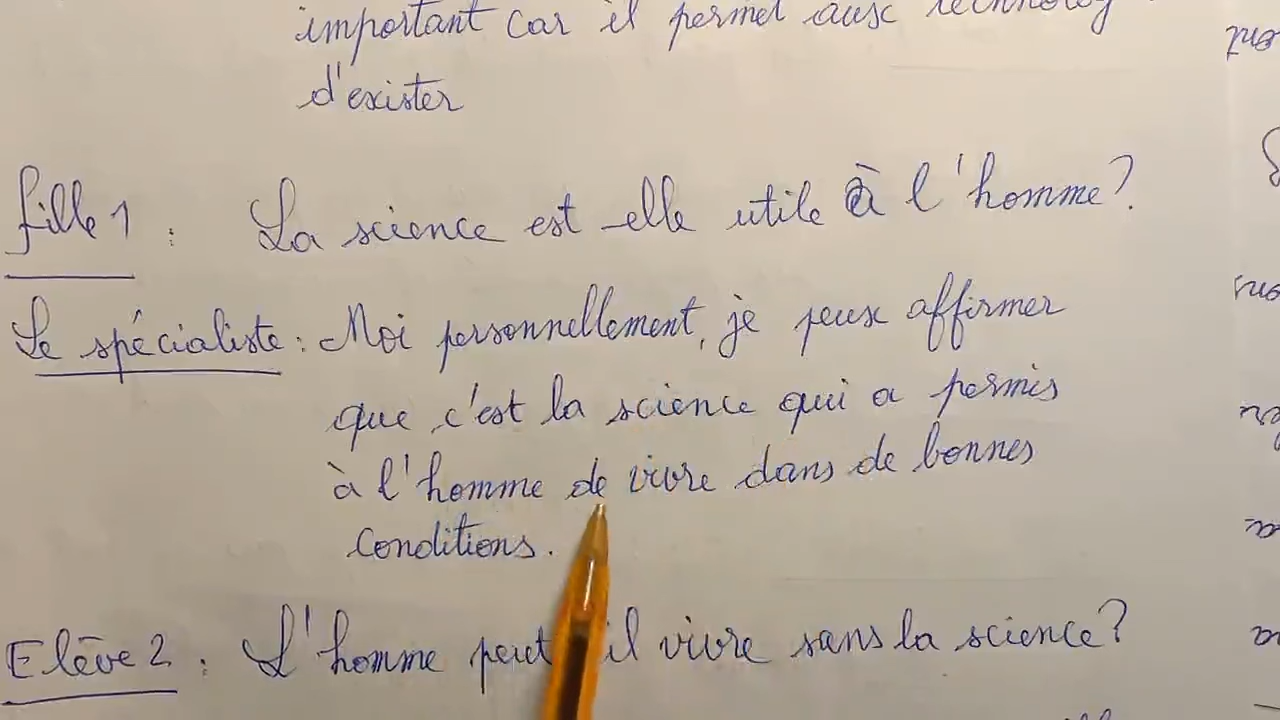 important car il permet aux technolog
d'exister
fille 1 : La science est-elle utile à l'homme?
Le spécialiste : Moi personnellement, je peux affirmer
que c'est la science qui a permis
à l'homme de vivre dans de bonnes
conditions.
Elève 2 : L'homme peut il vivre sans la science?